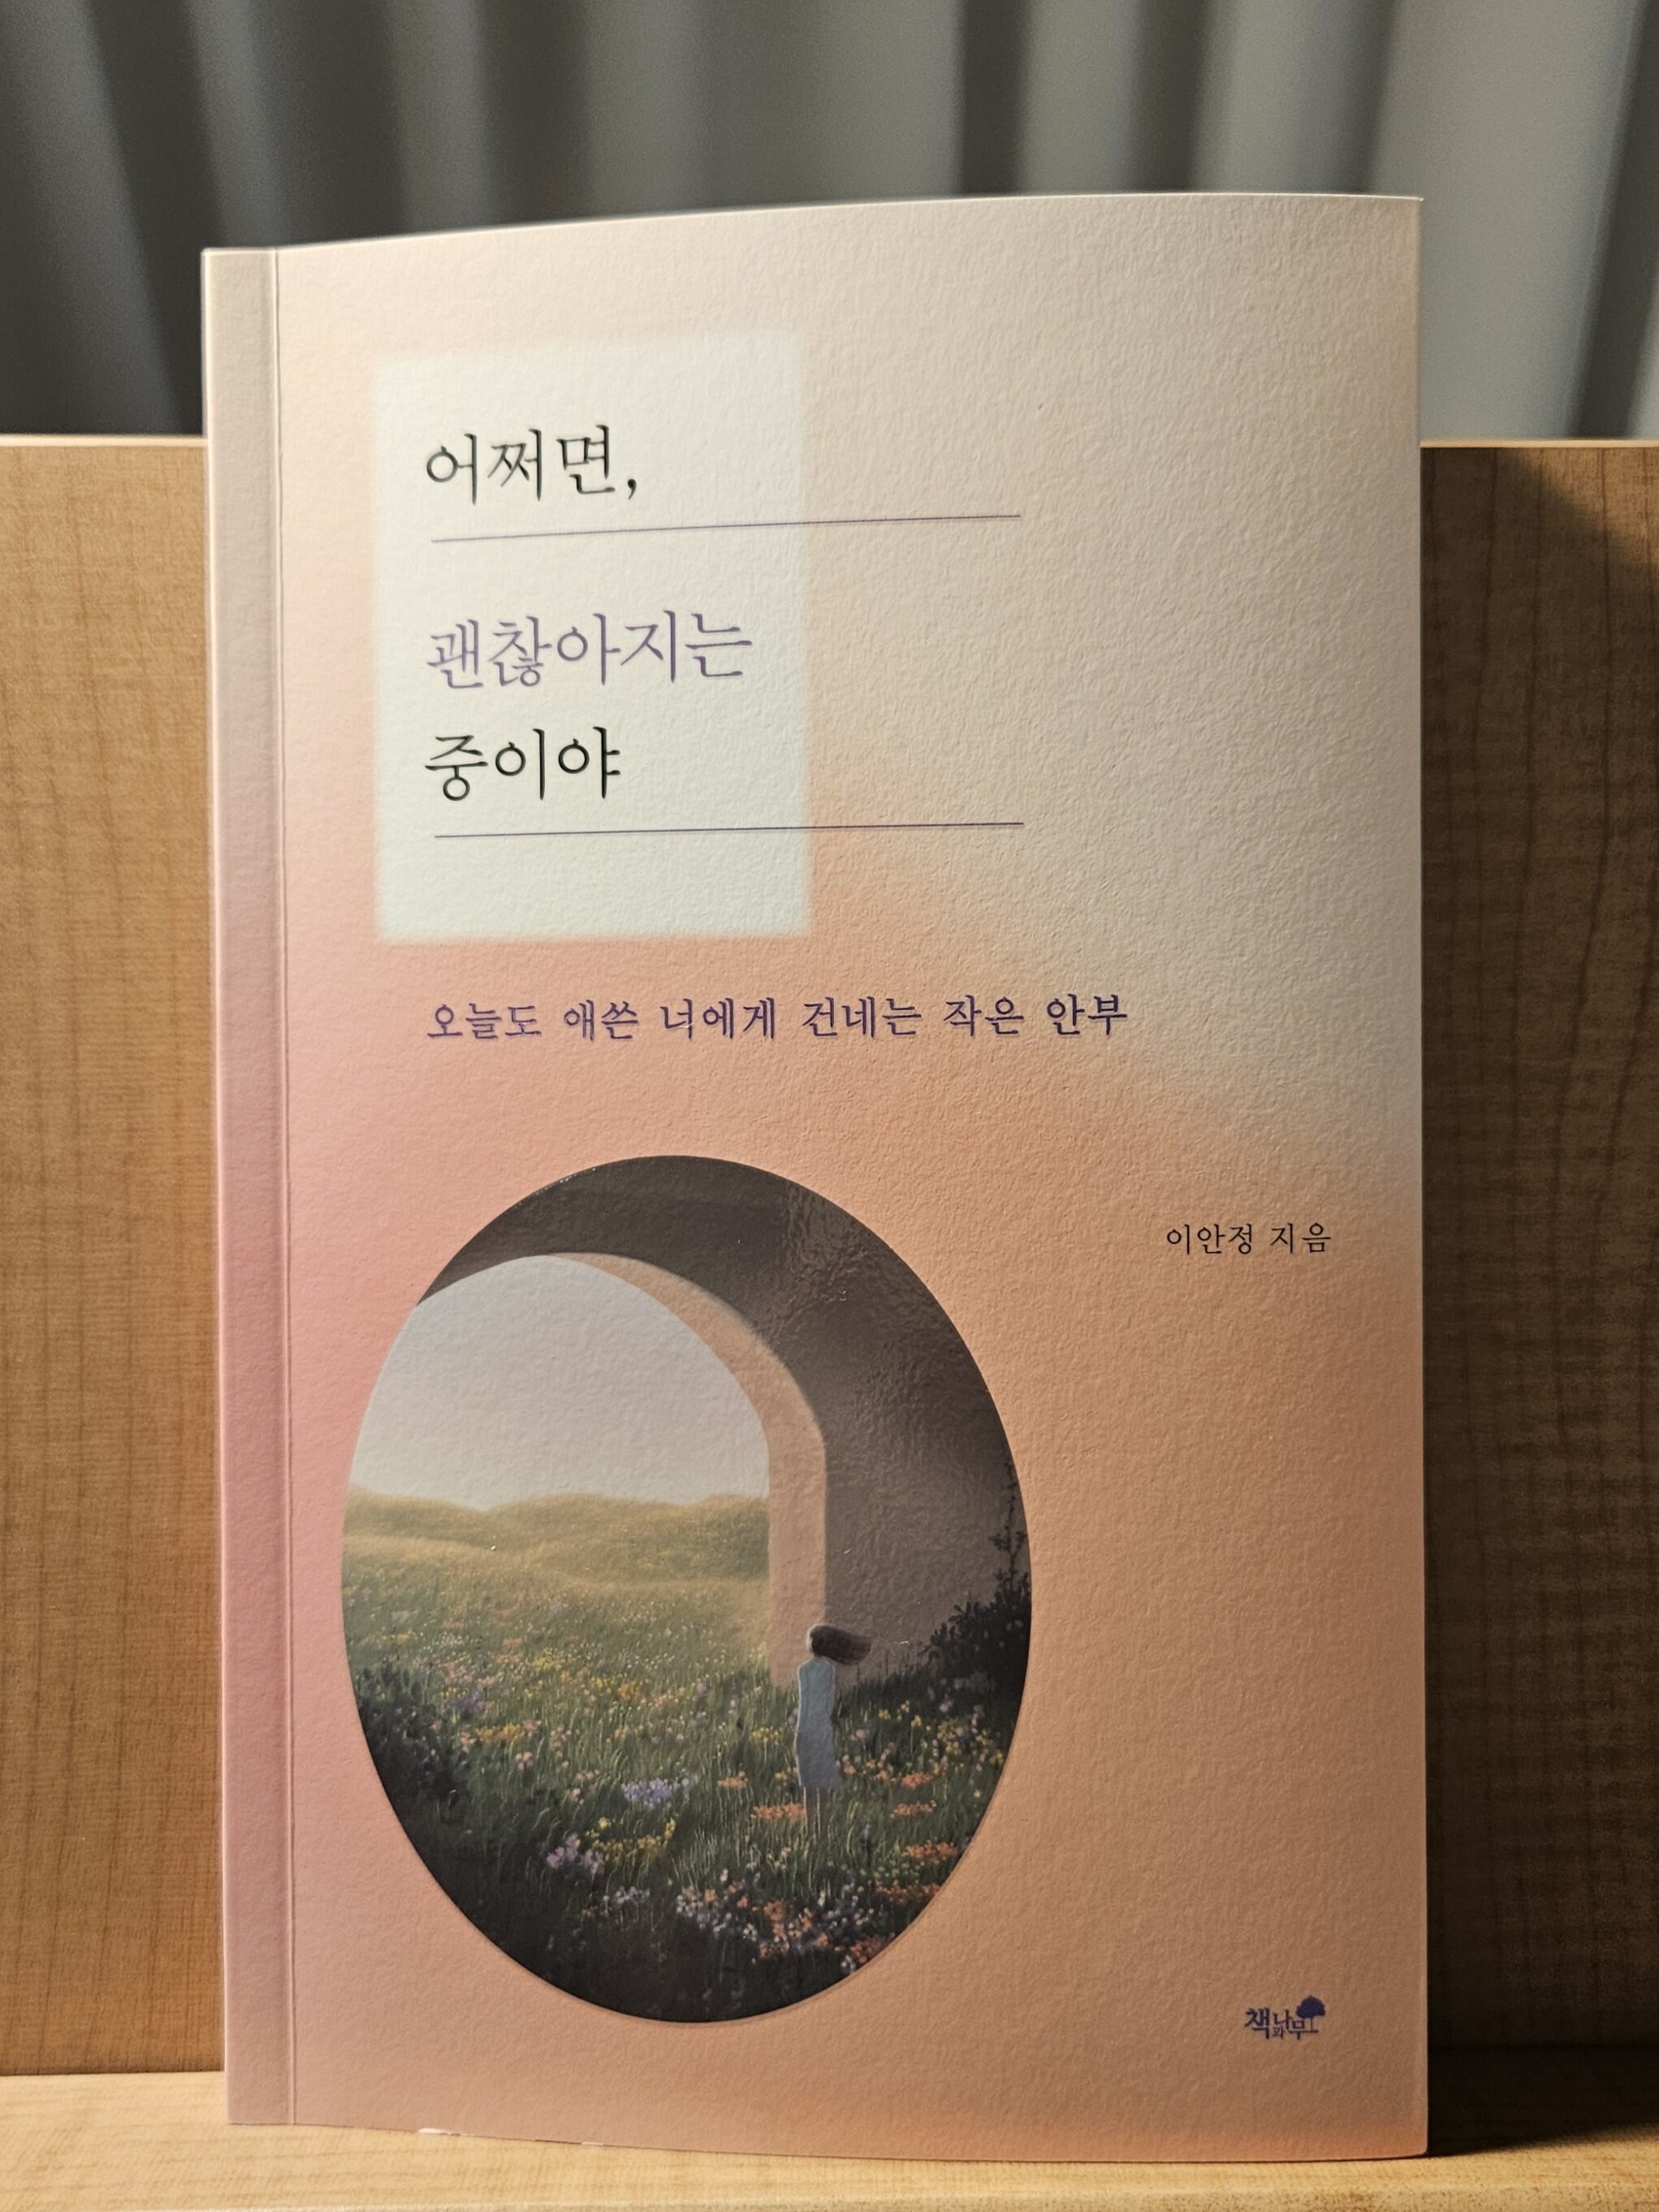 어쩌면,
괜찮아지는
중이야
오늘도 애쓴 너에게 건네는 작은 안부
이안정 지음
책과나무